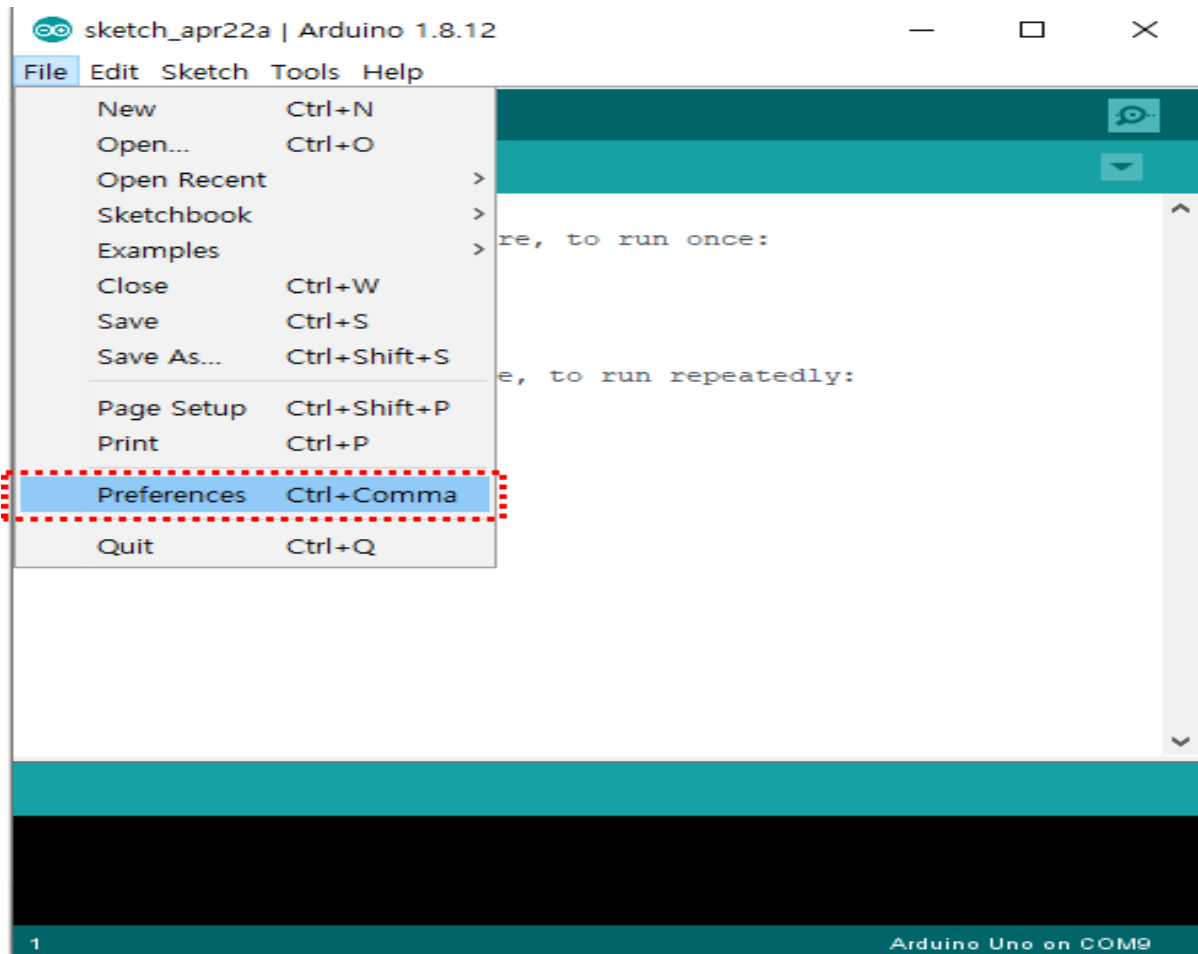 sketch_apr22a | Arduino 1.8.12
File Edit Sketch Tools Help
New Ctrl+N
Open... Ctrl+O
Open Recent >
Sketchbook >
re, to run once:
Examples >
Close Ctrl+W
Save Ctrl+S
Save As... Ctrl+Shift+S
e, to run repeatedly:
Page Setup Ctrl+Shift+P
Print Ctrl+P
Preferences Ctrl+Comma
Quit Ctrl+Q
1 Arduino Uno on COM9